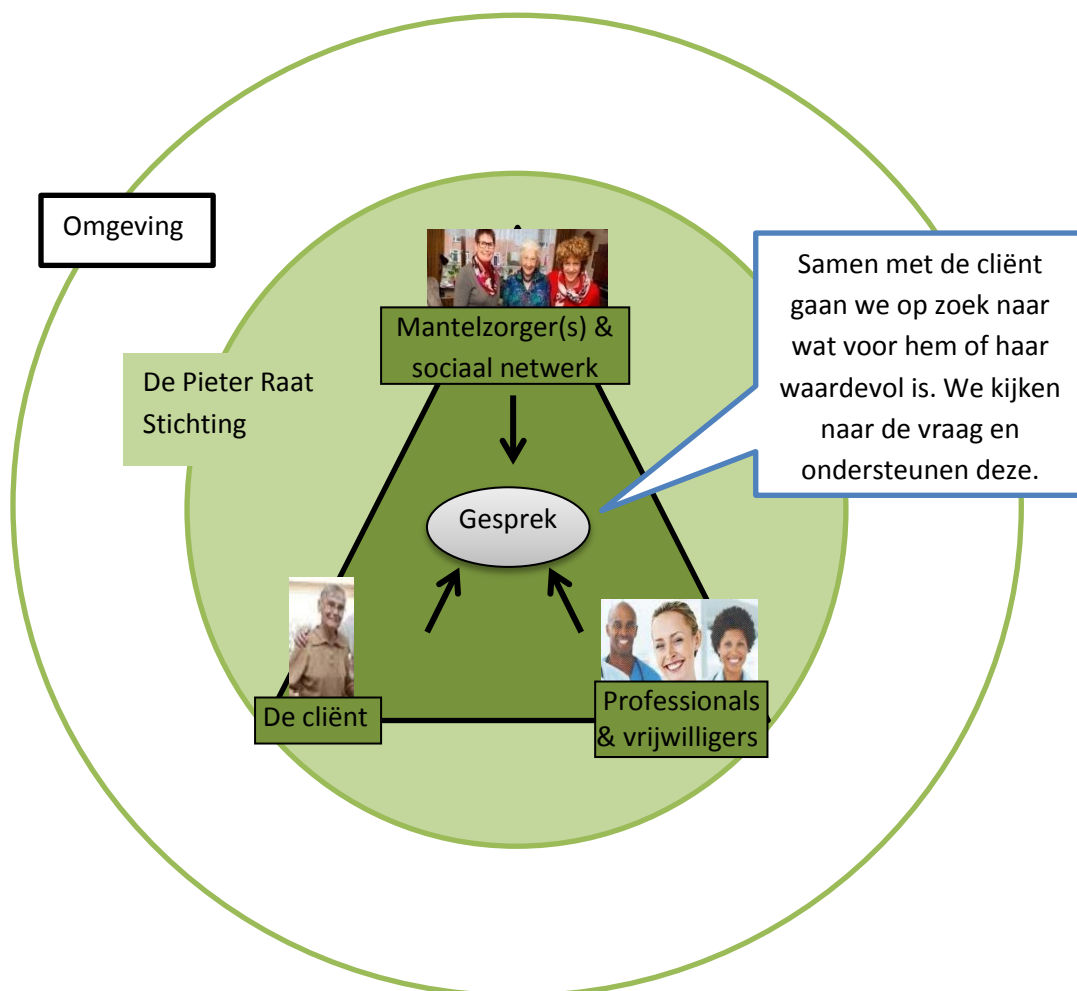 Omgeving
Mantelzorger(s) &
sociaal netwerk
De Pieter Raat
Stichting
Samen met de cliënt
gaan we op zoek naar
wat voor hem of haar
waardevol is. We kijken
naar de vraag en
ondersteunen deze.
Gesprek
De cliënt
Professionals
& vrijwilligers